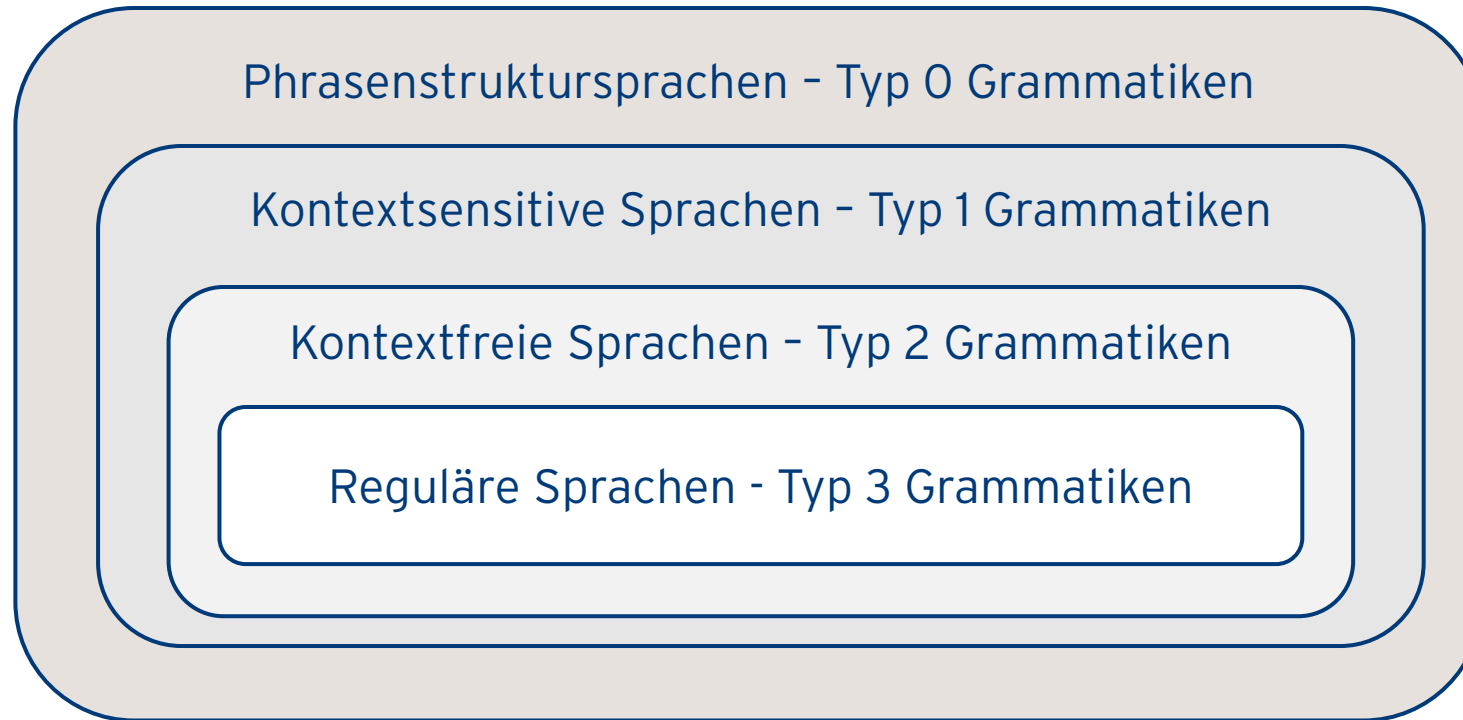 Phrasenstruktursprachen – Typ 0 Grammatiken
Kontextsensitive Sprachen – Typ 1 Grammatiken
Kontextfreie Sprachen – Typ 2 Grammatiken
Reguläre Sprachen - Typ 3 Grammatiken